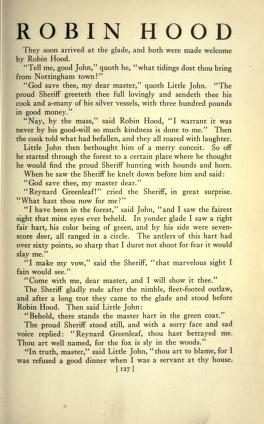 ROBIN HOOD
They soon arrived at the glade, and both were made welcome
by Robin Hood.
"Tell me, good John," quoth he, "what tidings dost thou bring
from Nottingham town?"
"God save thee, my dear master," quoth Little John. "The
proud Sheriff greeteth thee full lovingly and sendeth thee his
cook and a-many of his silver vessels, with three hundred pounds
in good money."
"Nay, by the mass," said Robin Hood, "I warrant it was
never by his good-will so much kindness is done to me." Then
the cook told what had befallen, and they all roared with laughter.
Little John then bethought him of a merry conceit. So off
he started through the forest to a certain place where he thought
he would find the proud Sheriff hunting with hounds and horn.
When he saw the Sheriff he knelt down before him and said:
"God save thee, my master dear."
"Reynard Greenleaf!" cried the Sheriff, in great surprise.
"What hast thou now for me?"
"I have been in the forest," said John, "and I saw the fairest
sight that mine eyes ever beheld. In yonder glade I saw a right
fair hart, his color being of green, and by his side were seven-
score deer, all ranged in a circle. The antlers of this hart had
over sixty points, so sharp that I durst not shoot for fear it would
slay me."
"I make my vow," said the Sheriff, "that marvelous sight I
fain would see."
"Come with me, dear master, and I will show it thee."
The Sheriff gladly rode after the nimble, fleet-footed outlaw,
and after a long trot they came to the glade and stood before
Robin Hood. Then said Little John:
"Behold, there stands the master hart in the green coat."
The proud Sheriff stood still, and with a sorry face and sad
voice replied: "Reynard Greenleaf, thou hast betrayed me.
Thou art well named, for the fox is sly in the woods."
"In truth, master," said Little John, "thou art to blame, for I
was refused a good dinner when I was a servant at thy house.
[127]